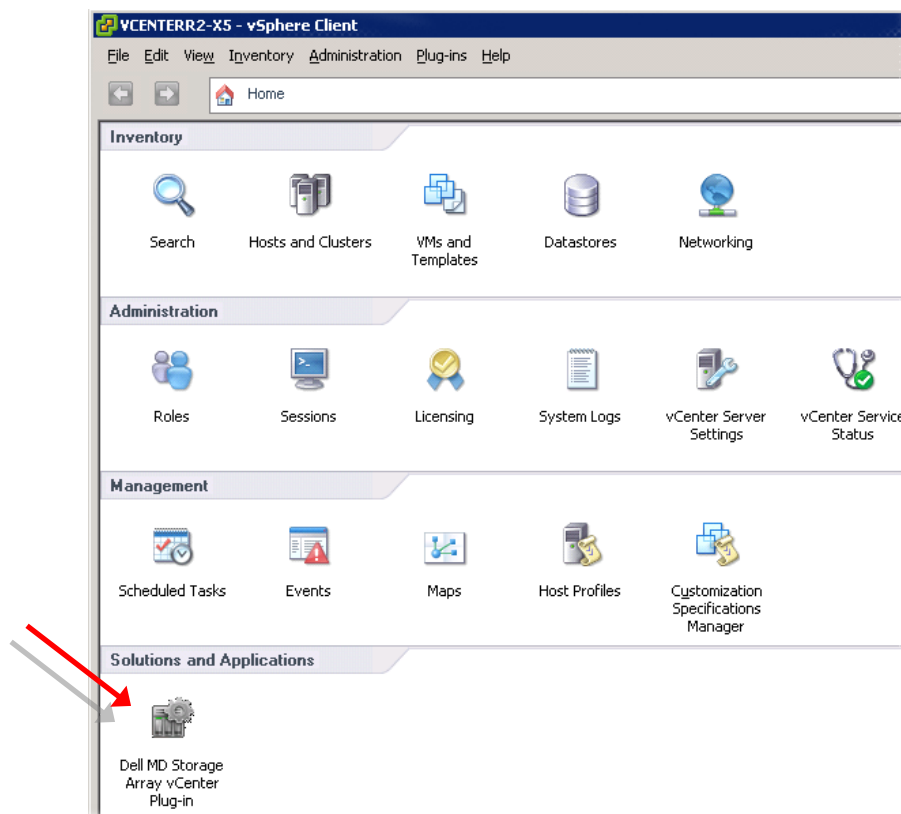 VCENTERR2-X5 - vSphere Client
File Edit View Inventory Administration Plug-ins Help
Home
Inventory
Search Hosts and Clusters VMs and Datastores Networking
Templates
Administration
Roles Sessions Licensing System Logs vCenter Server vCenter Service
Settings Status
Management
Scheduled Tasks Events Maps Host Profiles Customization
Specifications
Manager
Solutions and Applications
Dell MD Storage
Array vCenter
Plug-in